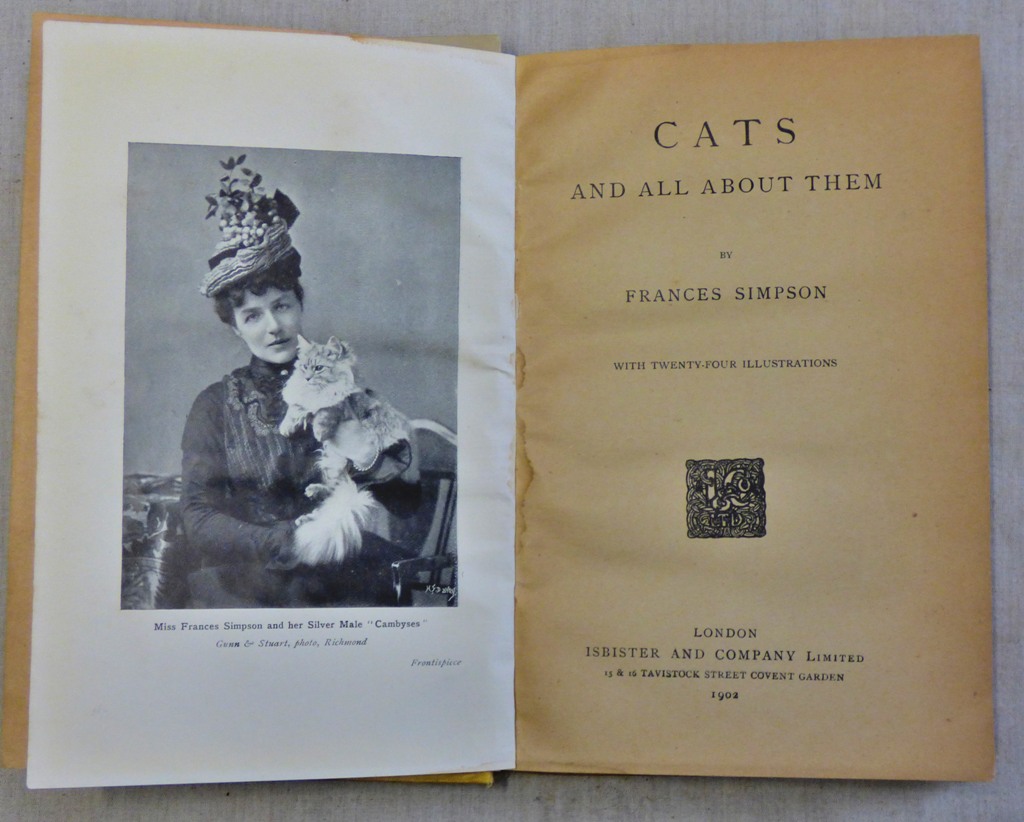 Miss Frances Simpson and her Silver Male "Cambyses"
Gunn & Stuart, photo, Richmond
Frontispiece
CATS
AND ALL ABOUT THEM
BY
FRANCES SIMPSON
WITH TWENTY-FOUR ILLUSTRATIONS
LTD
LONDON
ISBISTER AND COMPANY LIMITED
15 & 16 TAVISTOCK STREET COVENT GARDEN
1902